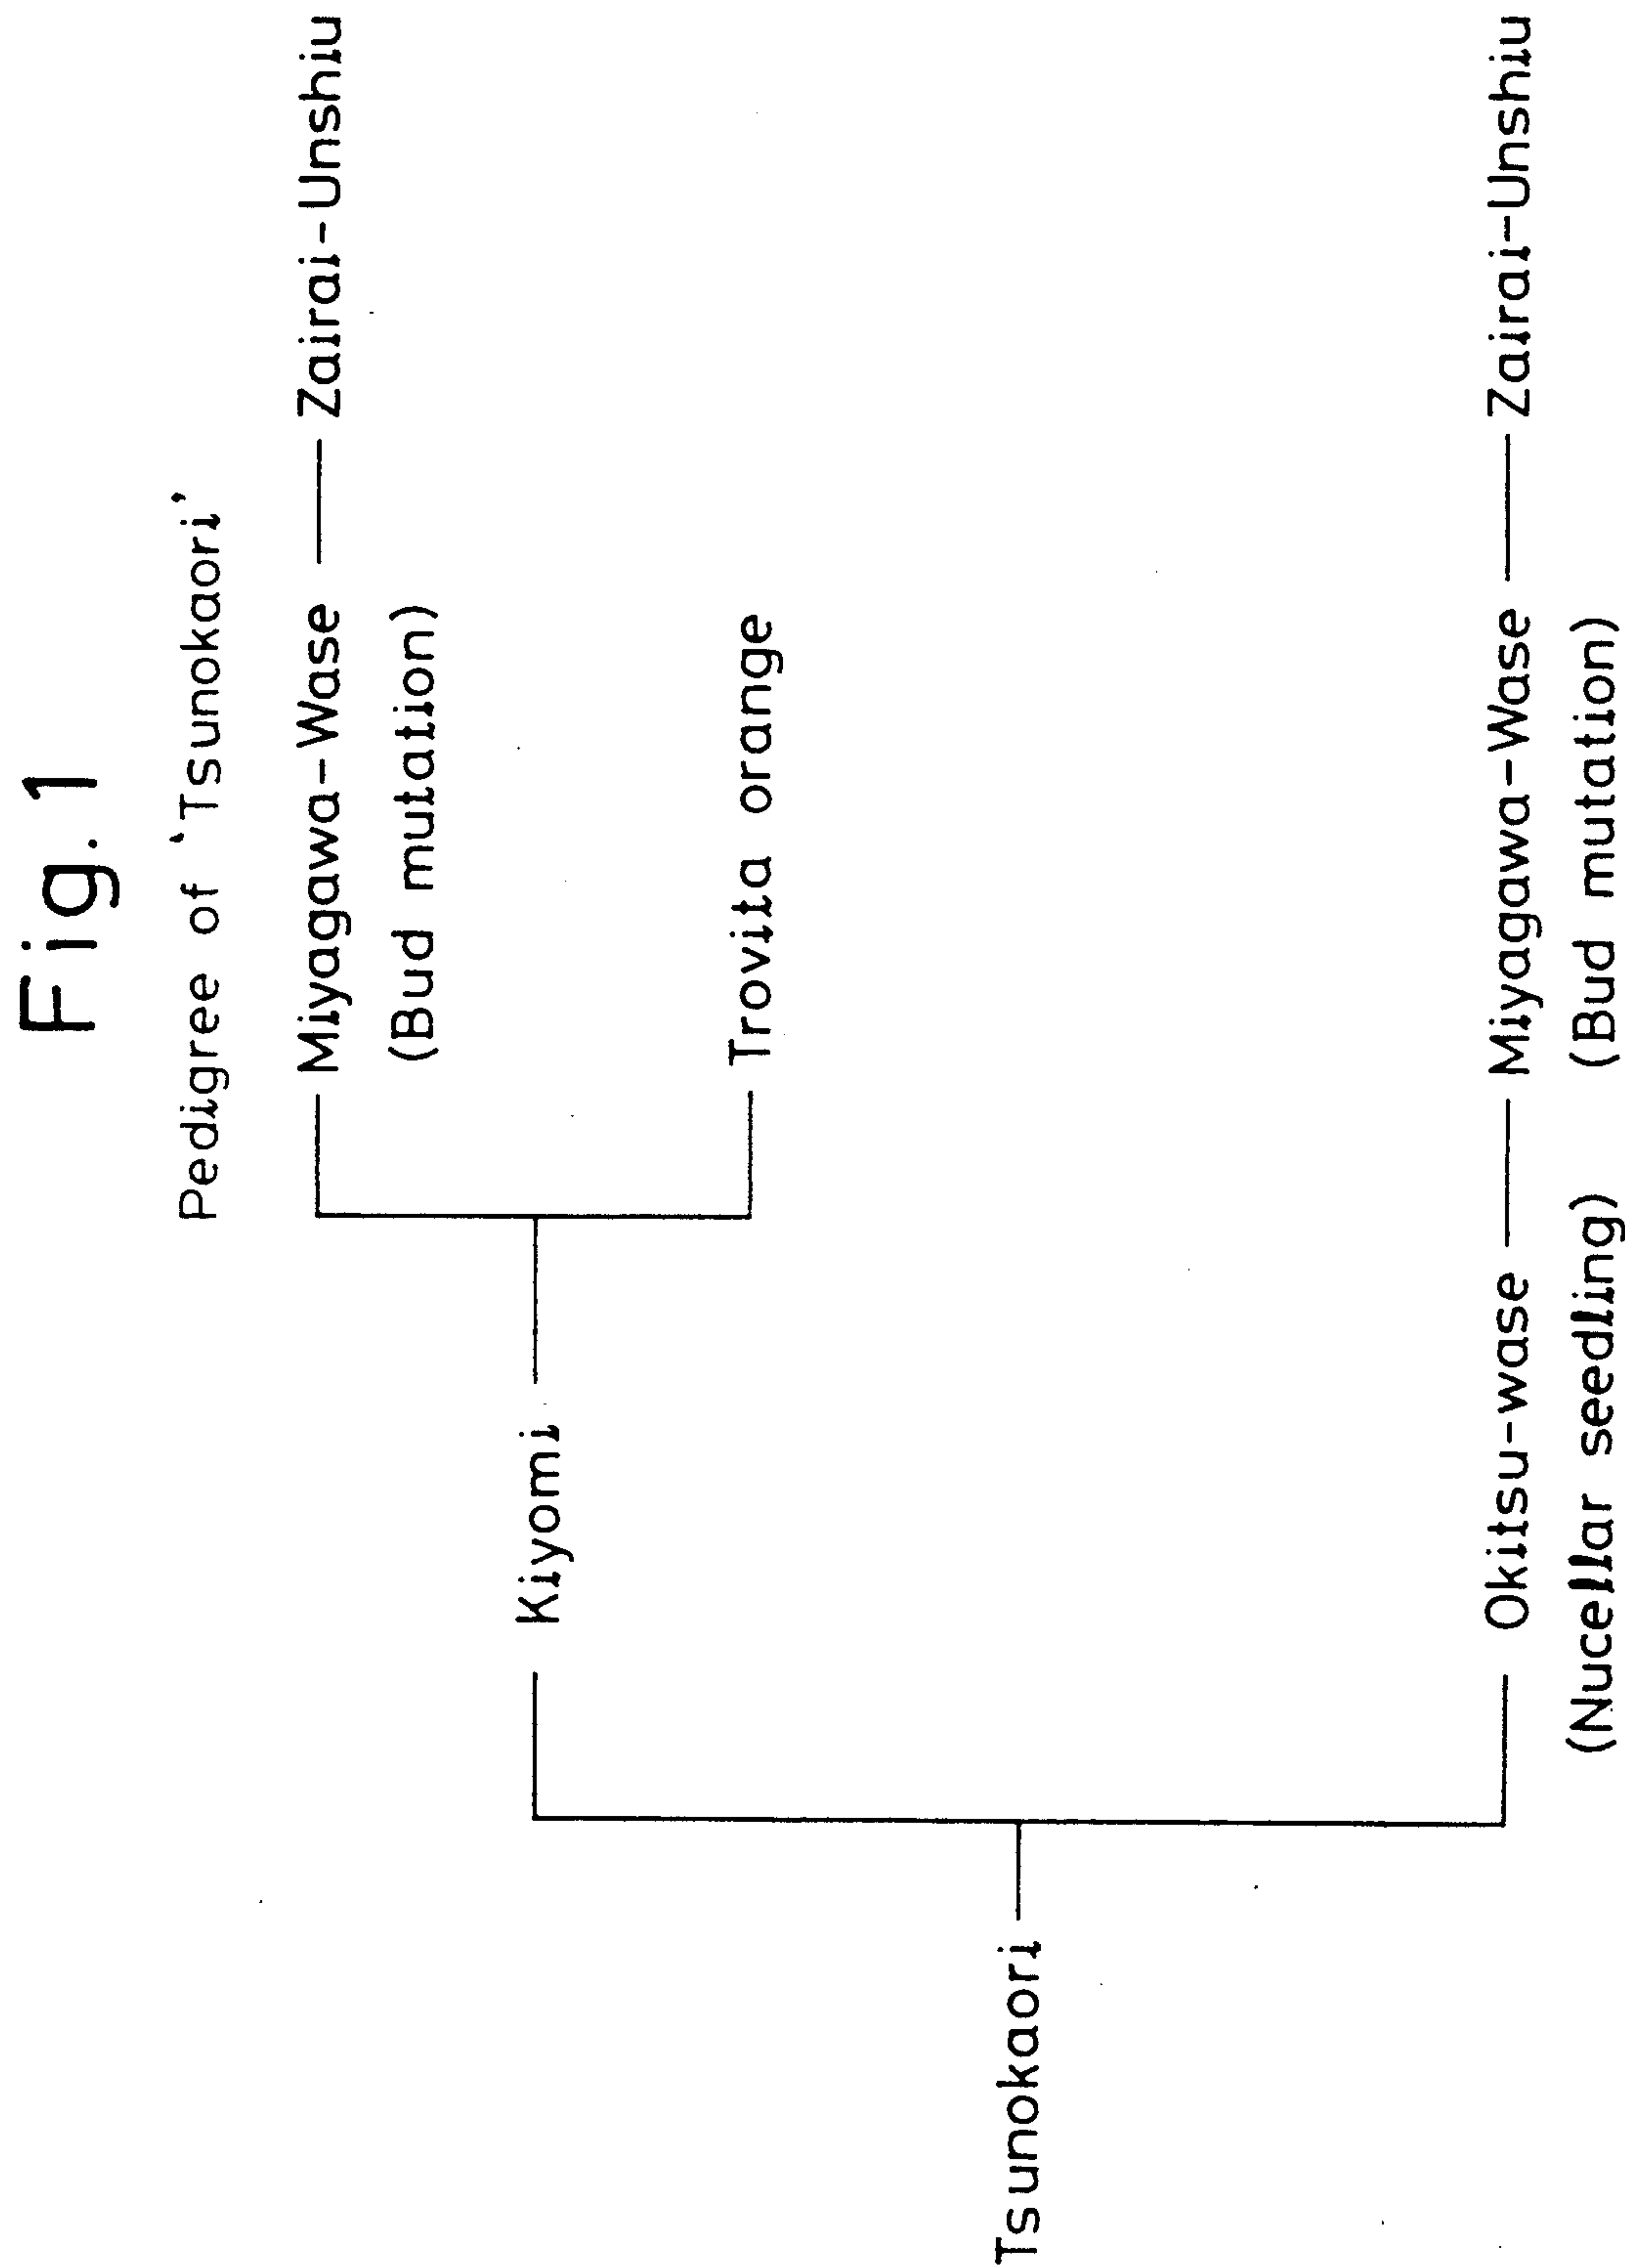 Fig. 1
Pedigree of 'Tsunokaori'
Miyagawa-Wase — Zairai-Unshiu
(Bud mutation)
Kiyomi
Trovita orange
Tsunokaori
Okitsu-wase — Miyagawa-Wase — Zairai-Unshiu
(Nucellar seedling) (Bud mutation)